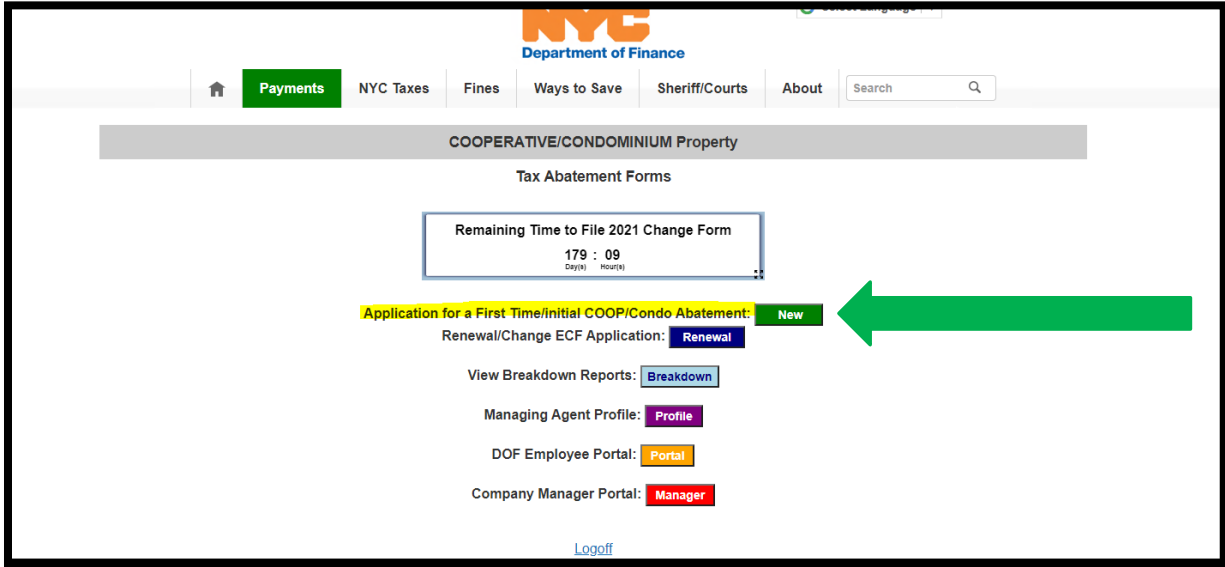 NYC
Department of Finance
Payments NYC Taxes Fines Ways to Save Sheriff/Courts About Search
COOPERATIVE/CONDOMINIUM Property
Tax Abatement Forms
Remaining Time to File 2021 Change Form
179 : 09
Day(s) Hour(s)
Application for a First Time/initial COOP/Condo Abatement: New
Renewal/Change ECF Application: Renewal
View Breakdown Reports: Breakdown
Managing Agent Profile: Profile
DOF Employee Portal: Portal
Company Manager Portal: Manager
Logoff